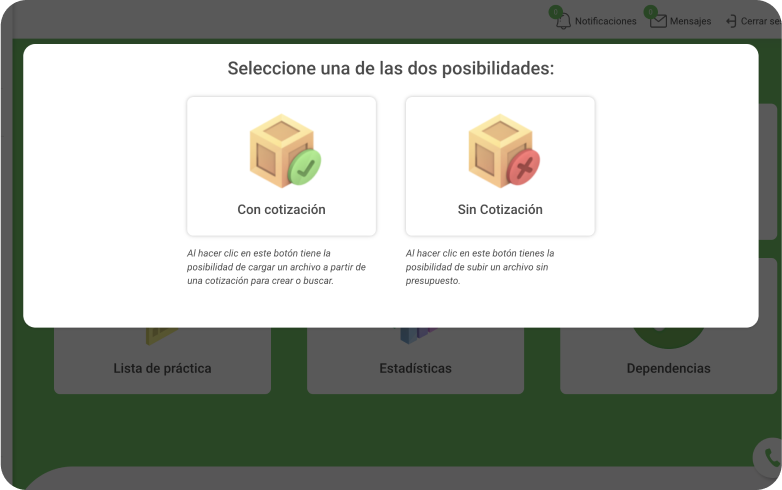 0
Notificaciones
0
Mensajes
Cerrar se
Seleccione una de las dos posibilidades:
Con cotización
Sin Cotización
Al hacer clic en este botón tiene la
posibilidad de cargar un archivo a partir de
una cotización para crear o buscar.
Al hacer clic en este botón tienes la
posibilidad de subir un archivo sin
presupuesto.
Lista de práctica
Estadísticas
Dependencias